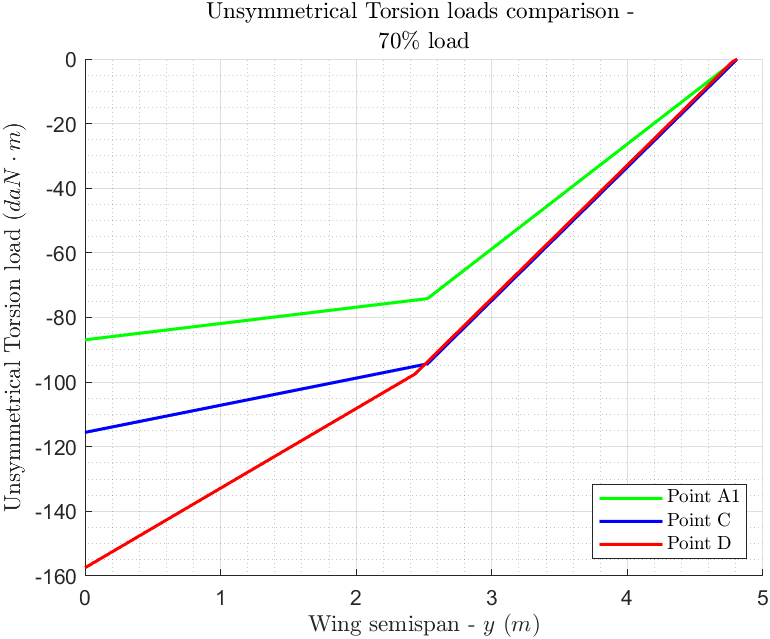 Unsymmetrical Torsion loads comparison -
70% load
Unsymmetrical Torsion load (daN · m)
0
-20
-40
-60
-80
-100
-120
-140
-160
0 1 2 3 4 5
Wing semispan - y (m)
Point A1
Point C
Point D